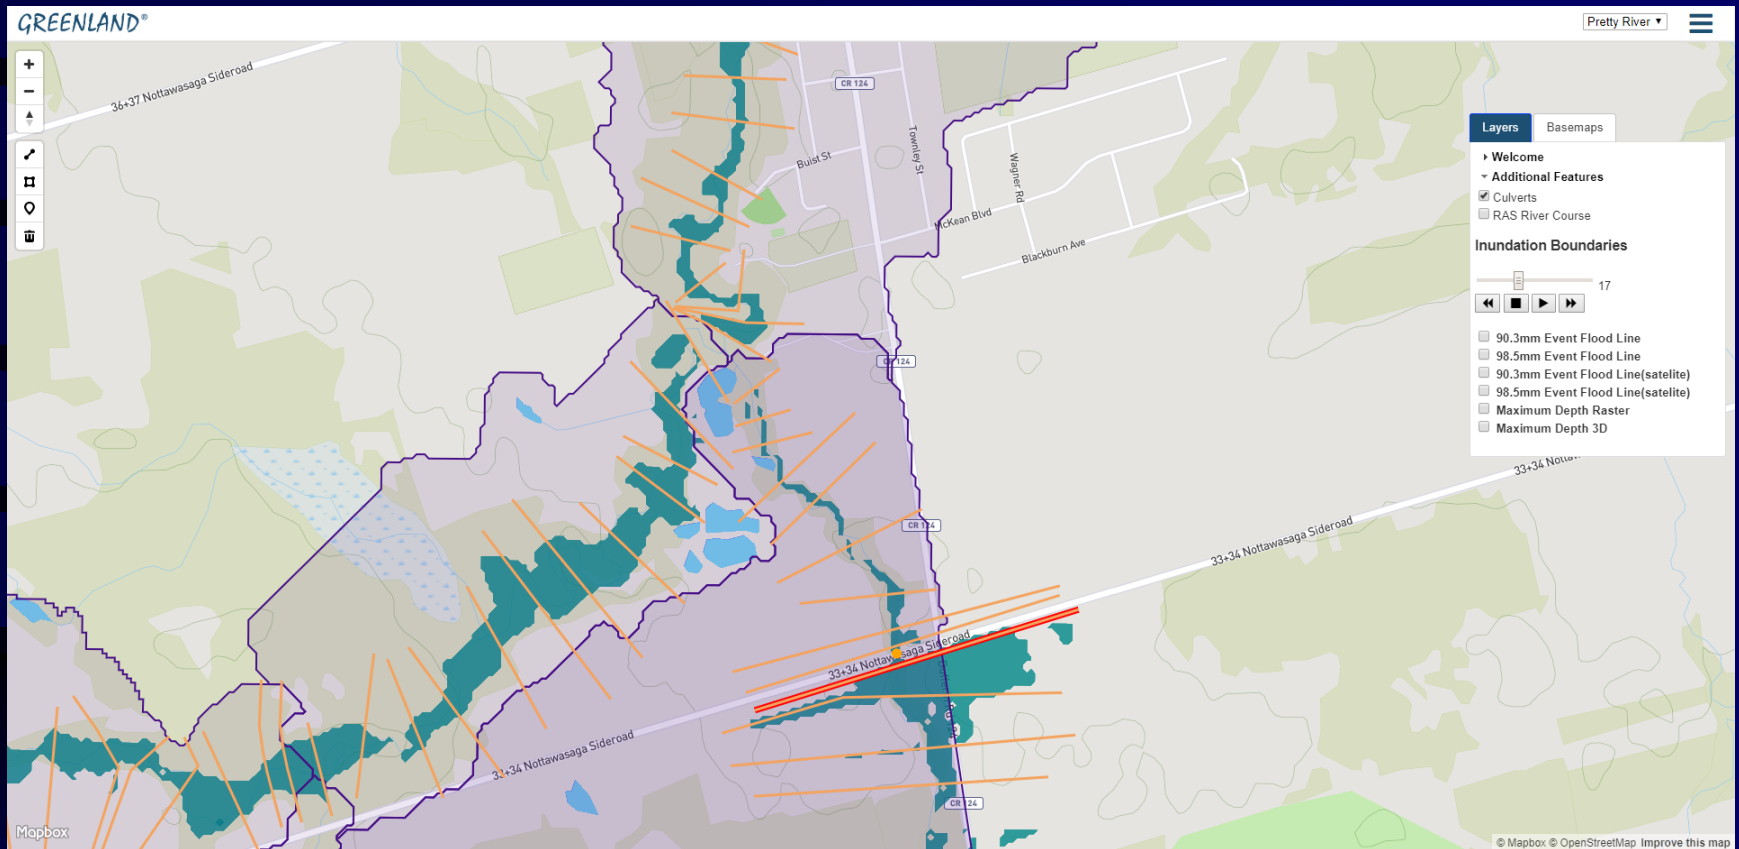 GREENLAND®
Pretty River
36+37 Nottawasaga Sideroad
CR 124
Townley St
Buist St
Wagner Rd
McKean Blvd
Blackburn Ave
Layers
Basemaps
Welcome
Additional Features
Culverts
RAS River Course
Inundation Boundaries
17
90.3mm Event Flood Line
98.5mm Event Flood Line
90.3mm Event Flood Line(satelite)
98.5mm Event Flood Line(satelite)
Maximum Depth Raster
Maximum Depth 3D
CR 124
33+34 Notta
CR 124
33+34 Nottawasaga Sideroad
33+34 Nottawasaga Sideroad
33+34 Nottawasaga Sideroad
CR 124
Mapbox
© Mapbox © OpenStreetMap Improve this map